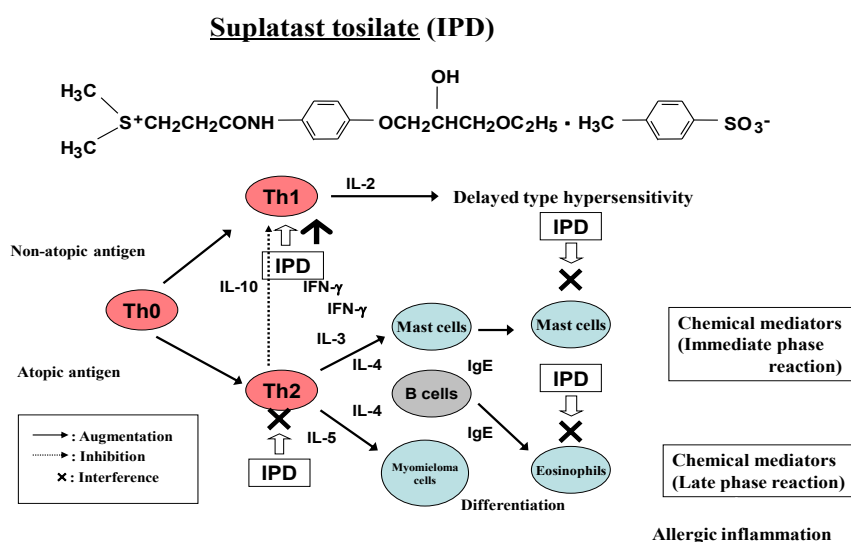 Suplatast tosilate (IPD)
OH
H3C
S+CH2CH2CONH
OCH2CHCH2OC2H5 · H3C
SO3-
H3C
IL-2
Th1
Delayed type hypersensitivity
IPD
Non-atopic antigen
IPD
IL-10
IFN-γ
IFN-γ
Th0
Mast cells
Mast cells
Chemical mediators
(Immediate phase
reaction)
IL-3
IL-4
IgE
Atopic antigen
Th2
B cells
IPD
IL-4
IgE
IL-5
: Augmentation
: Inhibition
: Interference
IPD
Myomieloma
cells
Eosinophils
Differentiation
Chemical mediators
(Late phase reaction)
Allergic inflammation